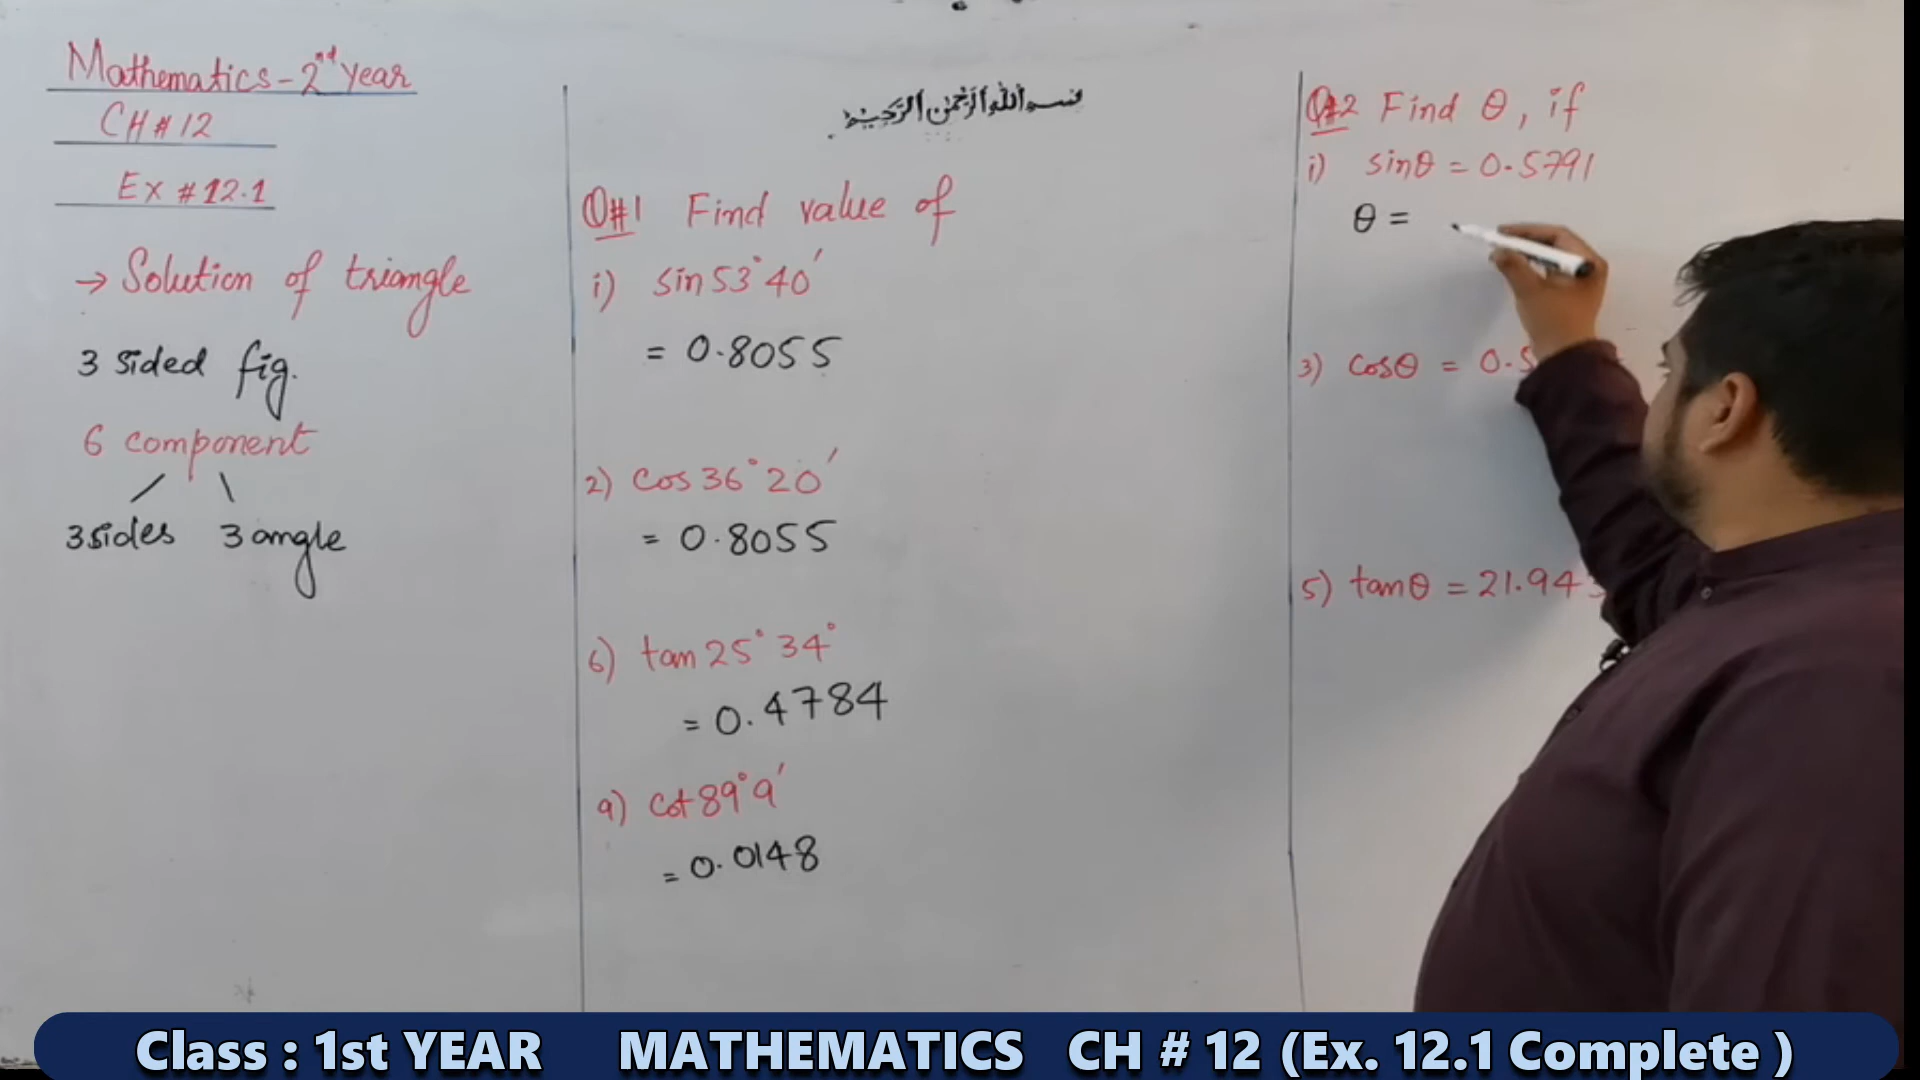 Mathematics - 2nd year
CH # 12
Ex # 12.1
→ Solution of triangle
3 sided fig.
6 component
3 sides 3 angle
بسم الله الرحمن الرحيم
Q#1 Find value of
i) sin 53° 40′
= 0.8055
2) cos 36° 20′
= 0.8055
6) tan 25° 34°
= 0.4784
9) cot 89° 9′
= 0.0148
Q#2 Find θ, if
i) sinθ = 0.5791
θ =
3) cosθ = 0.5
5) tanθ = 21.94
Class : 1st YEAR MATHEMATICS CH # 12 (Ex. 12.1 Complete )